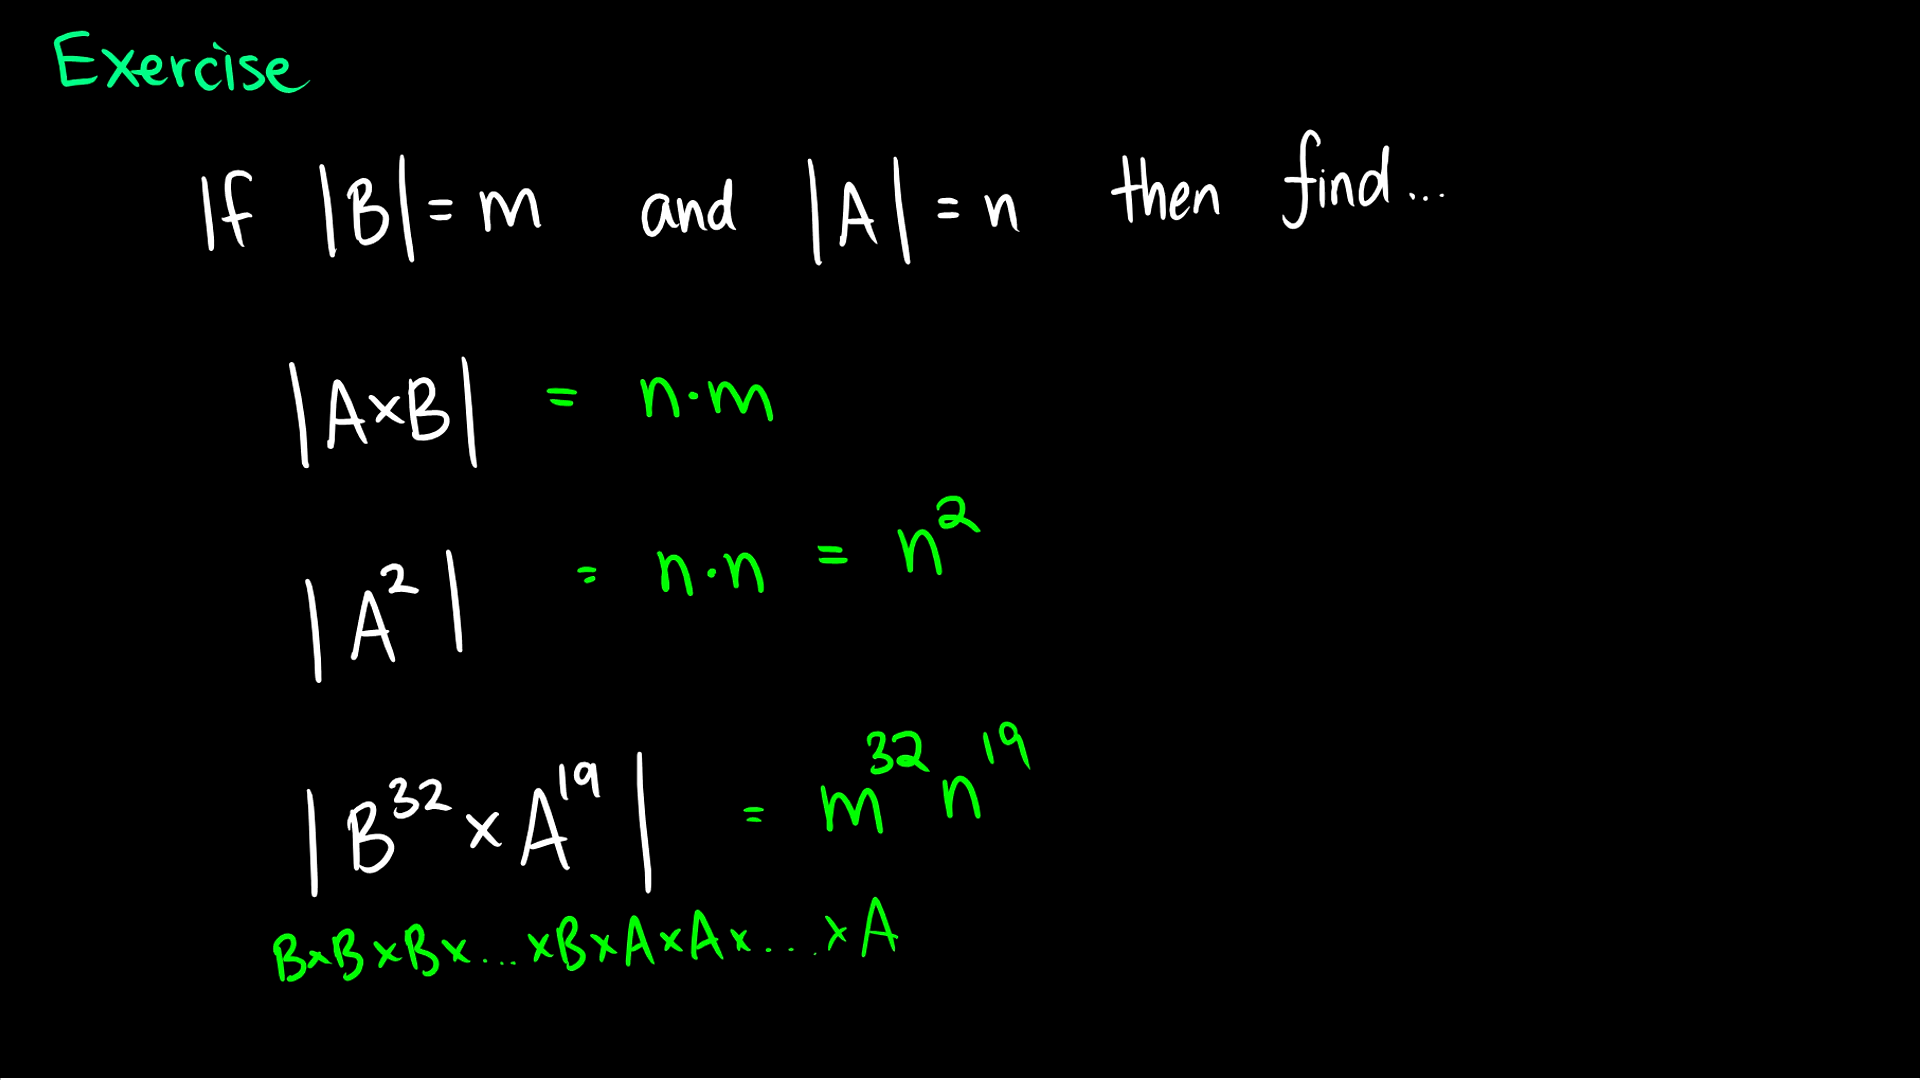 Exercise
If |B| = m and |A| = n then find...
|A×B| = n·m
|A²| = n·n = n²
|B³²×A¹⁹| = m³²n¹⁹
B×B×B×...×B×A×A×...×A